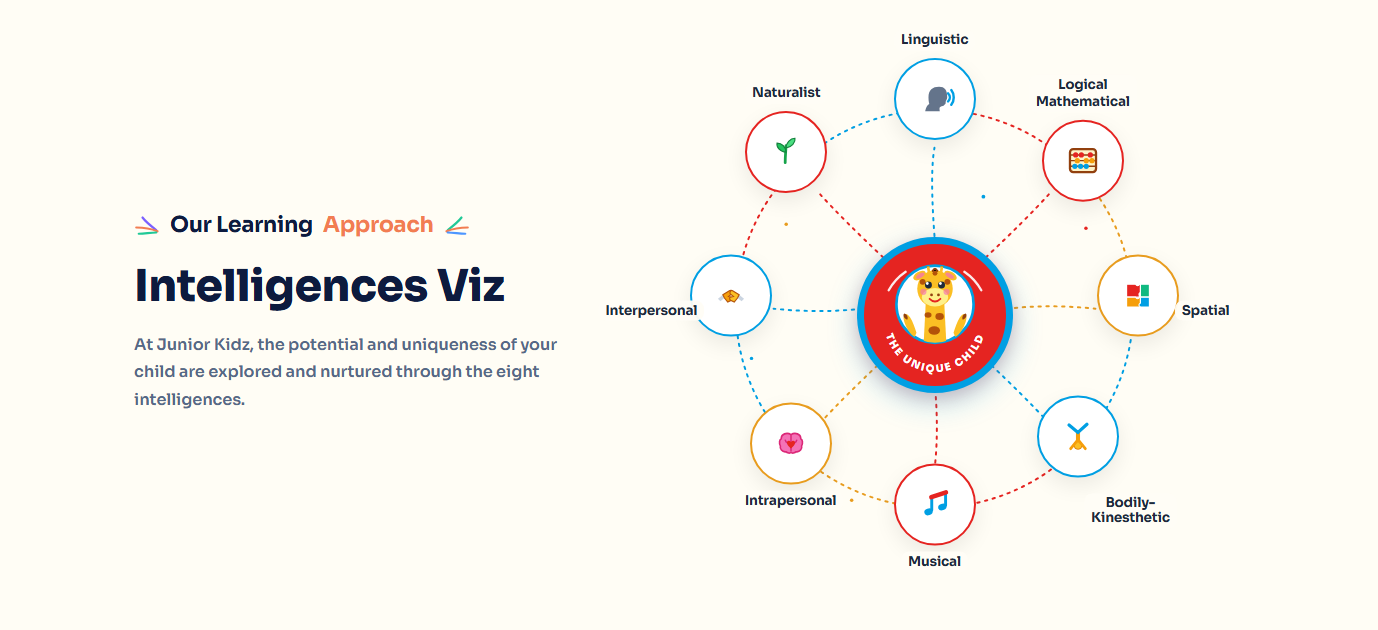 Our Learning Approach
Intelligences Viz
At Junior Kidz, the potential and uniqueness of your
child are explored and nurtured through the eight
intelligences.
Linguistic
Logical
Mathematical
Naturalist
Interpersonal
Spatial
THE UNIQUE CHILD
Intrapersonal
Bodily-
Kinesthetic
Musical